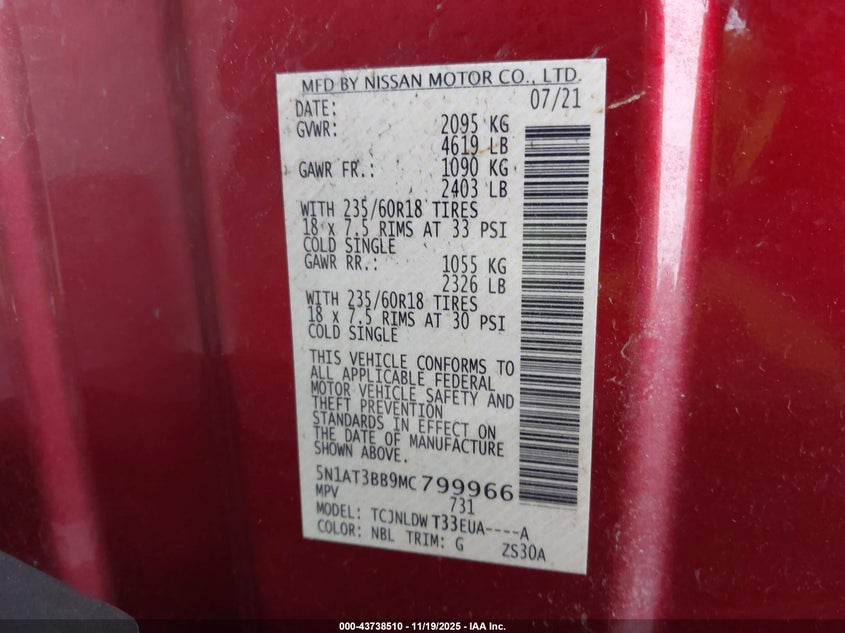 MFD BY NISSAN MOTOR CO., LTD.
DATE: 07/21
GVWR: 2095 KG
4619 LB
GAWR FR.: 1090 KG
2403 LB
WITH 235/60R18 TIRES
18 x 7.5 RIMS AT 33 PSI
COLD SINGLE
GAWR RR.: 1055 KG
2326 LB
WITH 235/60R18 TIRES
18 x 7.5 RIMS AT 30 PSI
COLD SINGLE
THIS VEHICLE CONFORMS TO
ALL APPLICABLE FEDERAL
MOTOR VEHICLE SAFETY AND
THEFT PREVENTION
STANDARDS IN EFFECT ON
THE DATE OF MANUFACTURE
SHOWN ABOVE.
5N1AT3BB9MC799966
MPV 731
MODEL: TCJNLDW T33EUA----A
COLOR: NBL TRIM: G ZS30A
000-43738510 - 11/19/2025 - IAA Inc.